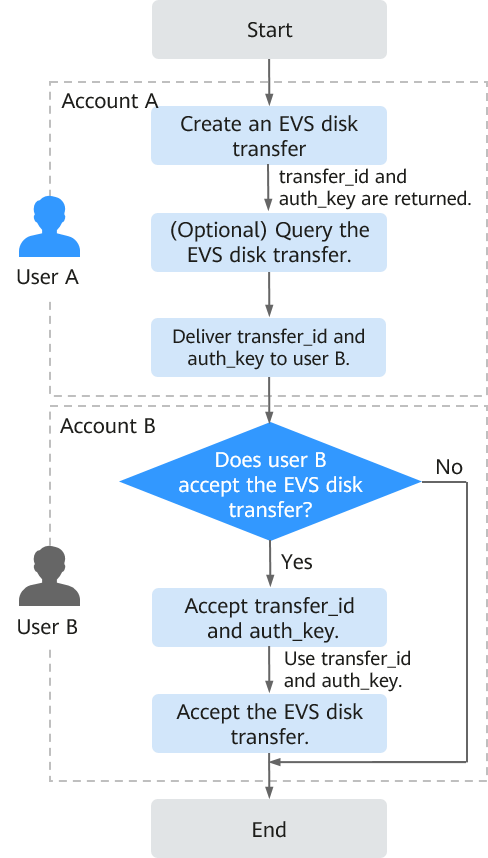 Start
Account A
Create an EVS disk
transfer
transfer_id and
auth_key are returned.
(Optional) Query the
EVS disk transfer.
User A
Deliver transfer_id and
auth_key to user B.
Account B
Does user B
accept the EVS disk
transfer?
No
Yes
Accept transfer_id
and auth_key.
User B
Use transfer_id
and auth_key.
Accept the EVS disk
transfer.
End